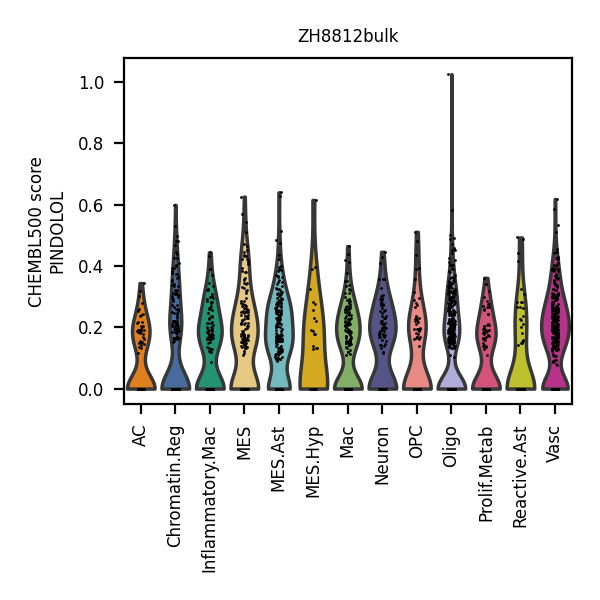 ZH8812bulk
CHEMBL500 score
PINDOLOL
1.0
0.8
0.6
0.4
0.2
0.0
AC
Chromatin.Reg
Inflammatory.Mac
MES
MES.Ast
MES.Hyp
Mac
Neuron
OPC
Oligo
Prolif.Metab
Reactive.Ast
Vasc